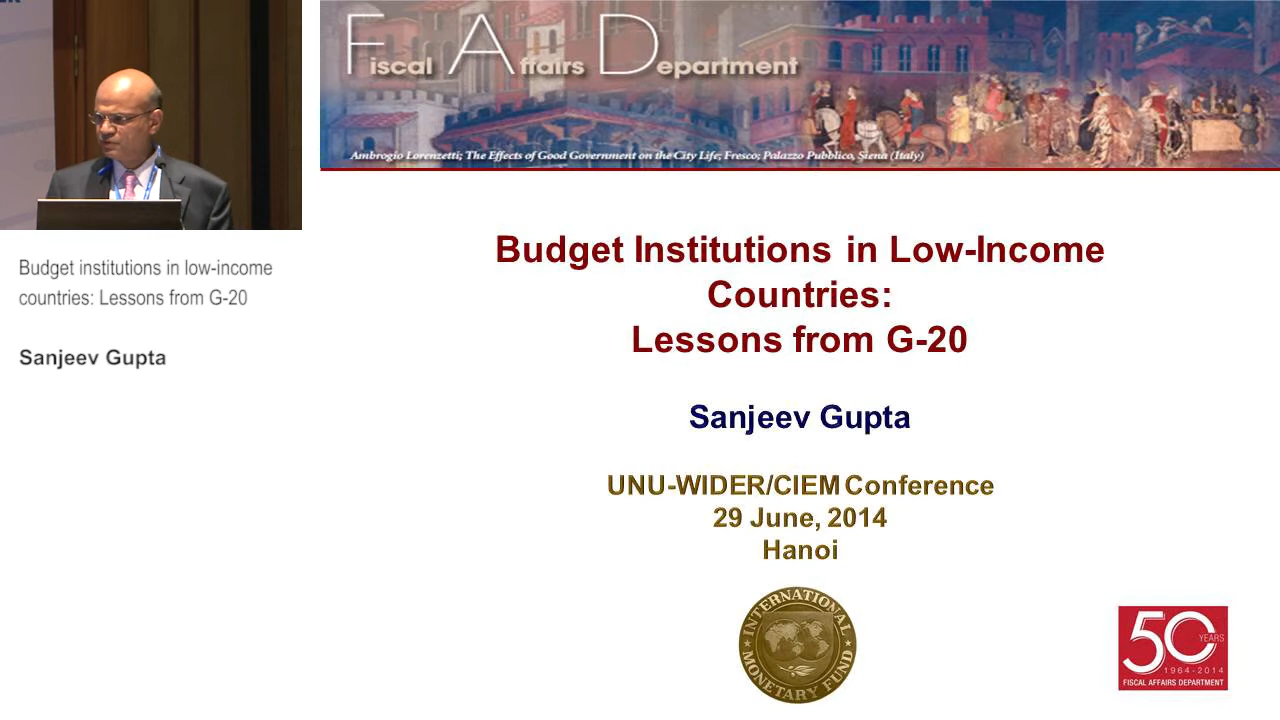 Budget institutions in low-income
countries: Lessons from G-20
Sanjeev Gupta
Fiscal Affairs Department
Ambrogio Lorenzetti; The Effects of Good Government on the City Life; Fresco; Palazzo Pubblico, Siena (Italy)
Budget Institutions in Low-Income
Countries:
Lessons from G-20
Sanjeev Gupta
UNU-WIDER/CIEM Conference
29 June, 2014
Hanoi
INTERNATIONAL
MONETARY FUND
50
YEARS
1964-2014
FISCAL AFFAIRS DEPARTMENT